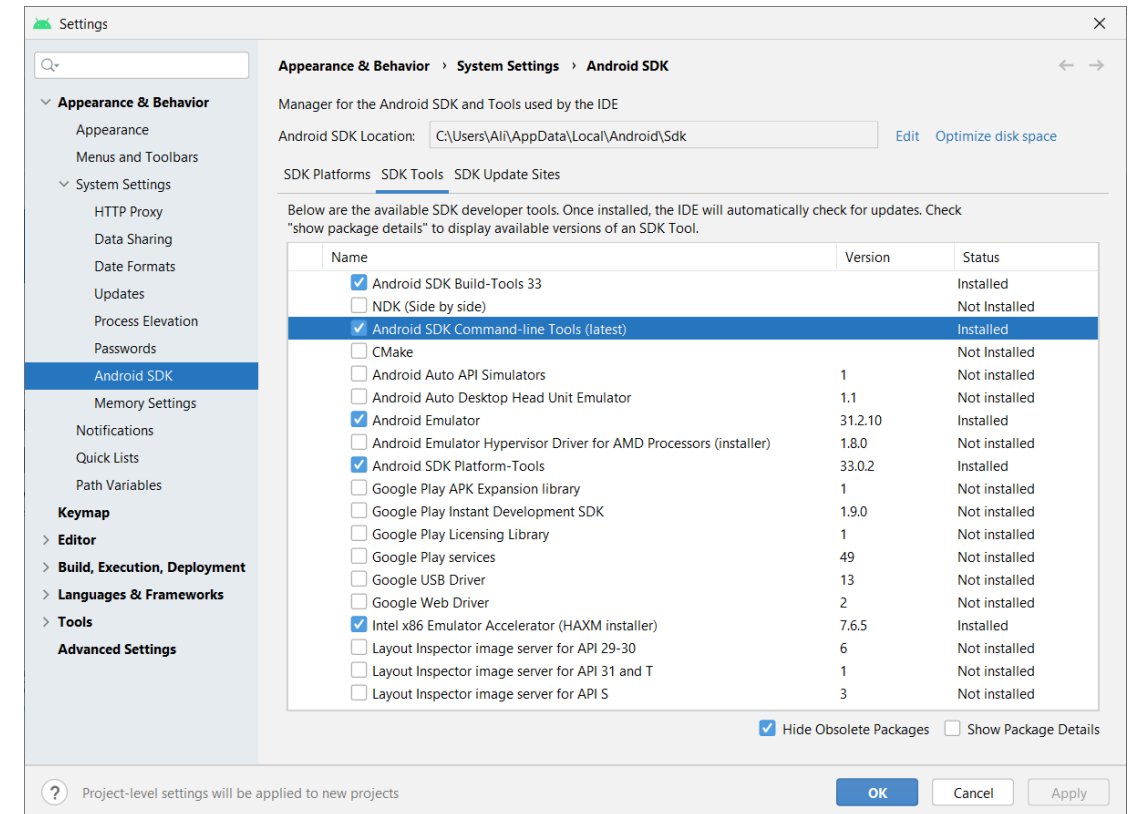 Settings
Appearance & Behavior
Appearance
Menus and Toolbars
System Settings
HTTP Proxy
Data Sharing
Date Formats
Updates
Process Elevation
Passwords
Android SDK
Memory Settings
Notifications
Quick Lists
Path Variables
Keymap
Editor
Build, Execution, Deployment
Languages & Frameworks
Tools
Advanced Settings
Appearance & Behavior › System Settings › Android SDK
Manager for the Android SDK and Tools used by the IDE
Android SDK Location: C:\Users\Ali\AppData\Local\Android\Sdk Edit Optimize disk space
SDK Platforms SDK Tools SDK Update Sites
Below are the available SDK developer tools. Once installed, the IDE will automatically check for updates. Check
"show package details" to display available versions of an SDK Tool.
Name Version Status
Android SDK Build-Tools 33 Installed
NDK (Side by side) Not Installed
Android SDK Command-line Tools (latest) Installed
CMake Not Installed
Android Auto API Simulators 1 Not installed
Android Auto Desktop Head Unit Emulator 1.1 Not installed
Android Emulator 31.2.10 Installed
Android Emulator Hypervisor Driver for AMD Processors (installer) 1.8.0 Not installed
Android SDK Platform-Tools 33.0.2 Installed
Google Play APK Expansion library 1 Not installed
Google Play Instant Development SDK 1.9.0 Not installed
Google Play Licensing Library 1 Not installed
Google Play services 49 Not installed
Google USB Driver 13 Not installed
Google Web Driver 2 Not installed
Intel x86 Emulator Accelerator (HAXM installer) 7.6.5 Installed
Layout Inspector image server for API 29-30 6 Not installed
Layout Inspector image server for API 31 and T 1 Not installed
Layout Inspector image server for API S 3 Not installed
Hide Obsolete Packages Show Package Details
? Project-level settings will be applied to new projects
OK Cancel Apply